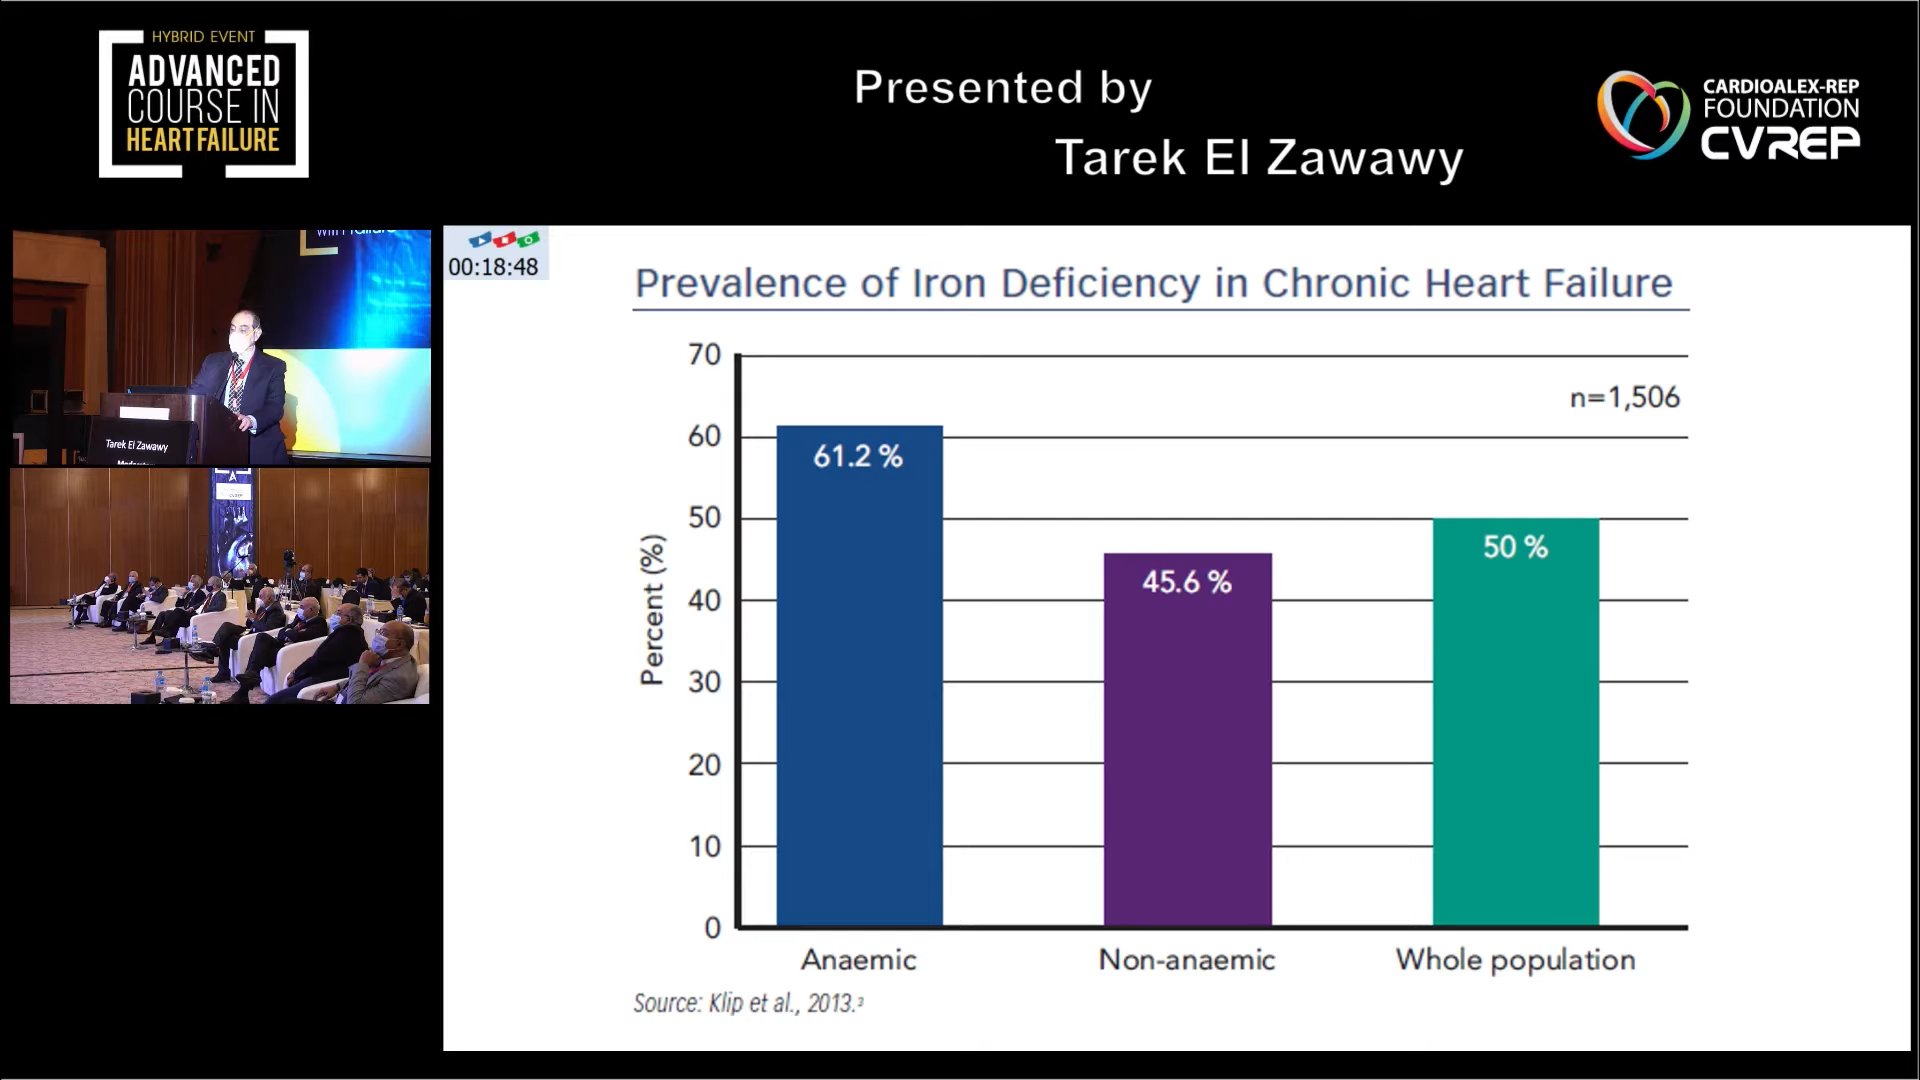 HYBRID EVENT
ADVANCED
COURSE IN
HEART FAILURE
Presented by
Tarek El Zawawy
CARDIOALEX-REP
FOUNDATION
CVREP
Tarek El Zawawy
CVREP
00:18:48
Prevalence of Iron Deficiency in Chronic Heart Failure
n=1,506
Percent (%)
70
60
50
40
30
20
10
0
61.2 %
45.6 %
50 %
Anaemic
Non-anaemic
Whole population
Source: Klip et al., 2013.³